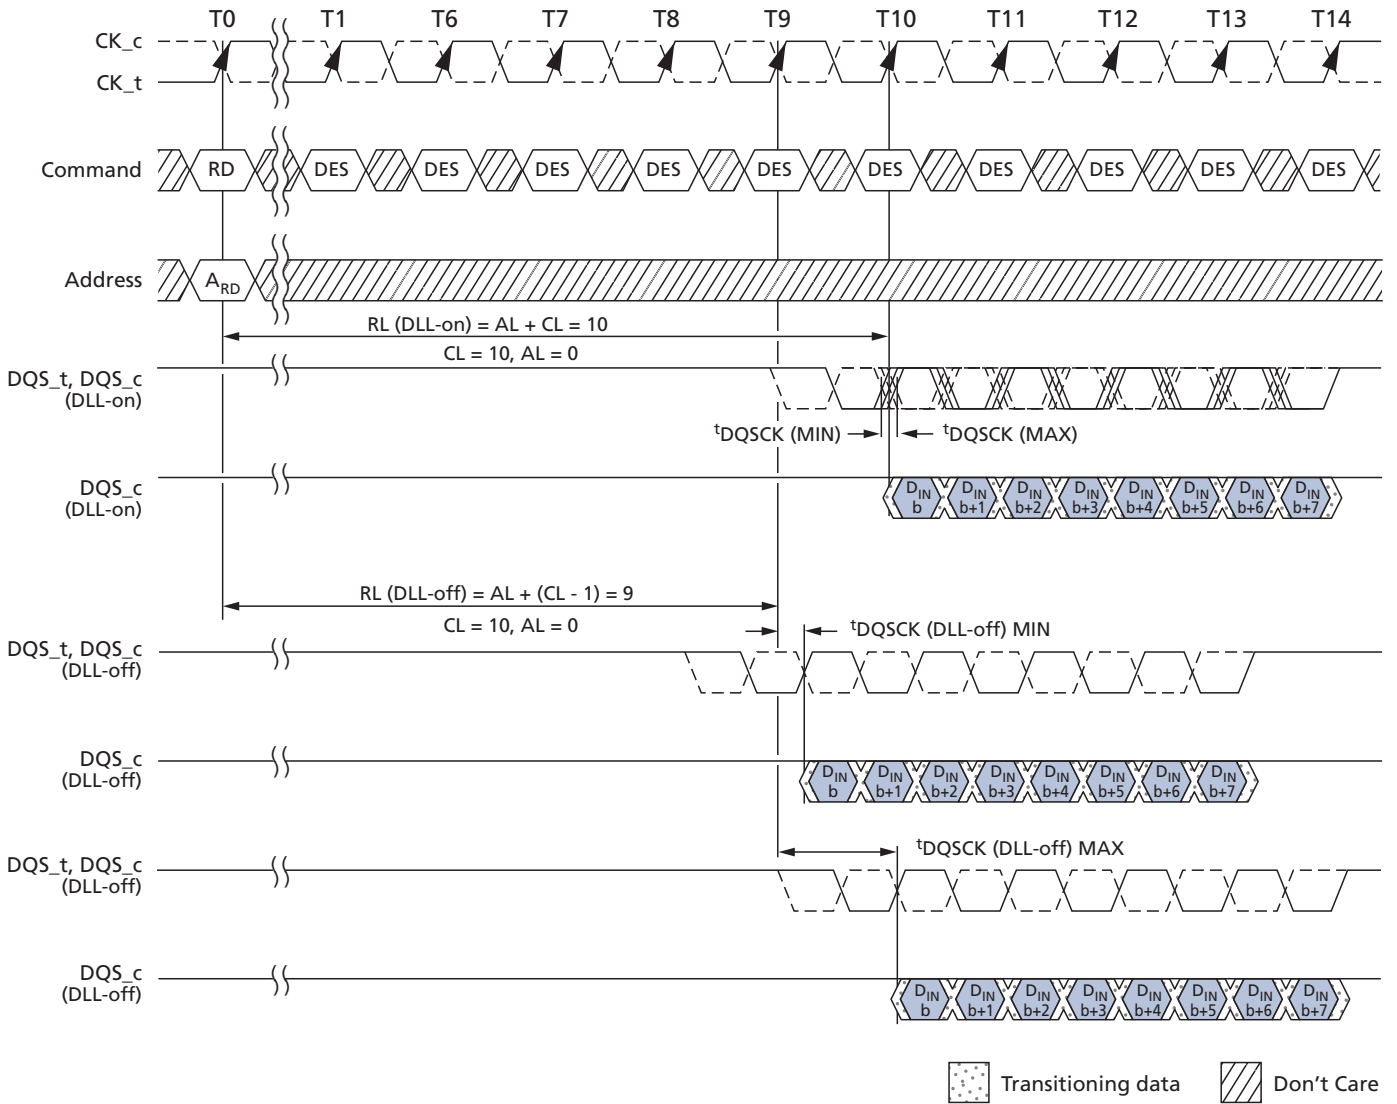 T0 T1 T6 T7 T8 T9 T10 T11 T12 T13 T14
CK_c
CK_t
Command RD DES DES DES DES DES DES DES DES DES DES
Address ARD
RL (DLL-on) = AL + CL = 10
CL = 10, AL = 0
DQS_t, DQS_c
(DLL-on)
tDQSCK (MIN) tDQSCK (MAX)
DQS_c
(DLL-on)
DIN DIN DIN DIN DIN DIN DIN DIN
b b+1 b+2 b+3 b+4 b+5 b+6 b+7
RL (DLL-off) = AL + (CL - 1) = 9
CL = 10, AL = 0
tDQSCK (DLL-off) MIN
DQS_t, DQS_c
(DLL-off)
DQS_c
(DLL-off)
DIN DIN DIN DIN DIN DIN DIN DIN
b b+1 b+2 b+3 b+4 b+5 b+6 b+7
tDQSCK (DLL-off) MAX
DQS_t, DQS_c
(DLL-off)
DQS_c
(DLL-off)
DIN DIN DIN DIN DIN DIN DIN DIN
b b+1 b+2 b+3 b+4 b+5 b+6 b+7
Transitioning data Don't Care